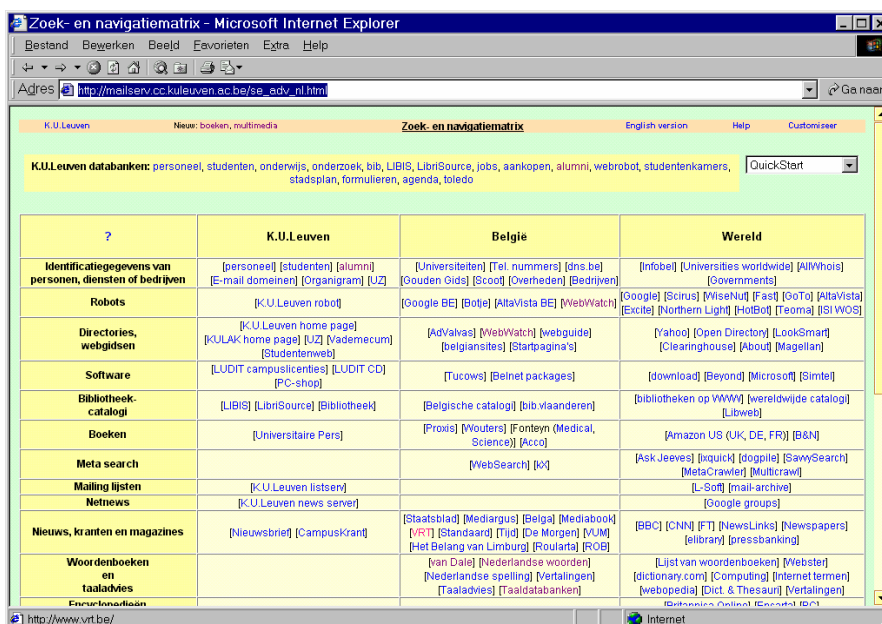 Zoek- en navigatiematrix - Microsoft Internet Explorer
Bestand Bewerken Beeld Favorieten Extra Help
Adres http://mailserv.cc.kuleuven.ac.be/se_adv_nl.html Ga naar
K.U.Leuven Nieuw: boeken, multimedia Zoek- en navigatiematrix English version Help Customiseer
K.U.Leuven databanken: personeel, studenten, onderwijs, onderzoek, bib, LIBIS, LibriSource, jobs, aankopen, alumni, webrobot, studentenkamers,
stadsplan, formulieren, agenda, toledo
QuickStart
? K.U.Leuven België Wereld
Identificatiegegevens van
personen, diensten of bedrijven
[personeel] [studenten] [alumni]
[E-mail domeinen] [Organigram] [UZ]
[Universiteiten] [Tel. nummers] [dns.be]
[Gouden Gids] [Scoot] [Overheden] [Bedrijven]
[Infobel] [Universities worldwide] [AllWhois]
[Governments]
Robots
[K.U.Leuven robot]
[Google BE] [Botje] [AltaVista BE] [WebWatch]
[Google] [Scirus] [WiseNut] [Fast] [GoTo] [AltaVista]
[Excite] [Northern Light] [HotBot] [Teoma] [ISI WOS]
Directories,
webgidsen
[K.U.Leuven home page]
[KULAK home page] [UZ] [Vademecum]
[Studentenweb]
[AdValvas] [WebWatch] [webguide]
[belgiansites] [Startpagina's]
[Yahoo] [Open Directory] [LookSmart]
[Clearinghouse] [About] [Magellan]
Software
[LUDIT campuslicenties] [LUDIT CD]
[PC-shop]
[Tucows] [Belnet packages]
[download] [Beyond] [Microsoft] [Simtel]
Bibliotheek-
catalogi
[LIBIS] [LibriSource] [Bibliotheek]
[Belgische catalogi] [bib.vlaanderen]
[bibliotheken op WWW] [wereldwijde catalogi]
[Libweb]
Boeken
[Universitaire Pers]
[Proxis] [Wouters] [Fonteyn (Medical,
Science)] [Acco]
[Amazon US (UK, DE, FR)] [B&N]
Meta search
[WebSearch] [kX]
[Ask Jeeves] [ixquick] [dogpile] [SavvySearch]
[MetaCrawler] [Multicrawl]
Mailing lijsten
[K.U.Leuven listserv]
[L-Soft] [mail-archive]
Netnews
[K.U.Leuven news server]
[Google groups]
Nieuws, kranten en magazines
[Nieuwsbrief] [CampusKrant]
[Staatsblad] [Mediargus] [Belga] [Mediabook]
[VRT] [Standaard] [Tijd] [De Morgen] [VUM]
[Het Belang van Limburg] [Roularta] [ROB]
[BBC] [CNN] [FT] [NewsLinks] [Newspapers]
[elibrary] [pressbanking]
Woordenboeken
en
taaladvies
[van Dale] [Nederlandse woorden]
[Nederlandse spelling] [Vertalingen]
[Taaladvies] [Taaldatabanken]
[Lijst van woordenboeken] [Webster]
[dictionary.com] [Computing] [Internet termen]
[webopedia] [Dict. & Thesauri] [Vertalingen]
Encyclopedieën
[Britannica Online] [Encarta]
http://www.vrt.be/ Internet